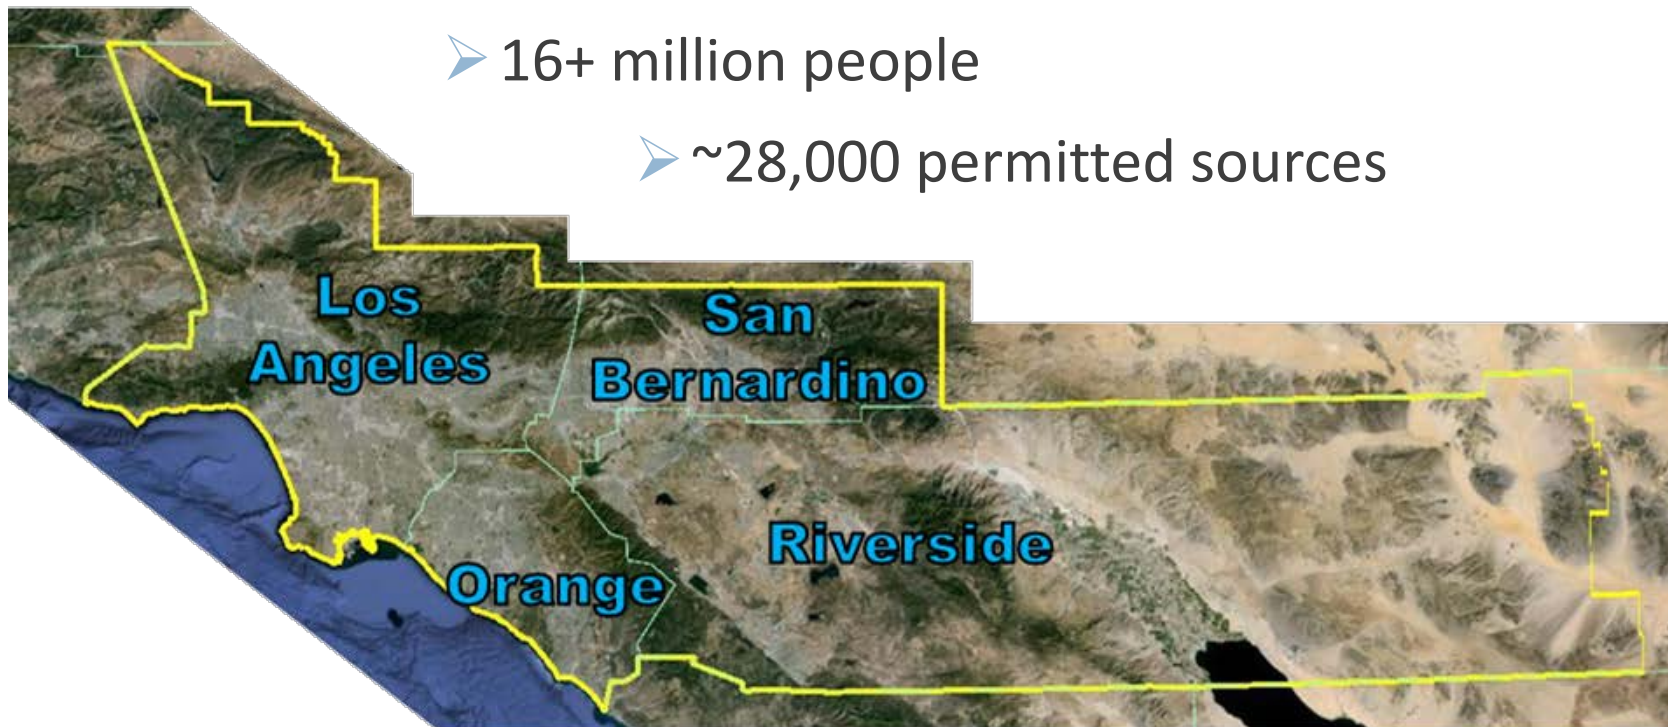 16+ million people
~28,000 permitted sources
Los
Angeles
San
Bernardino
Riverside
Orange